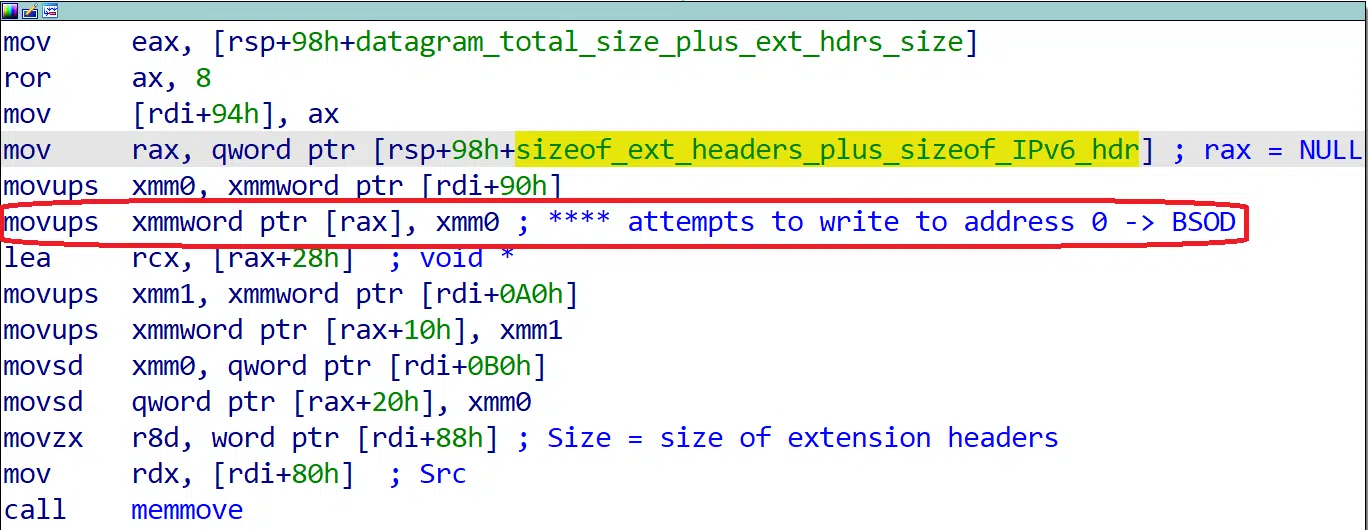 mov eax, [rsp+98h+datagram_total_size_plus_ext_hdrs_size]
ror ax, 8
mov [rdi+94h], ax
mov rax, qword ptr [rsp+98h+sizeof_ext_headers_plus_sizeof_IPv6_hdr] ; rax = NULL
movups xmm0, xmmword ptr [rdi+90h]
movups xmmword ptr [rax], xmm0 ; **** attempts to write to address 0 -> BSOD
lea rcx, [rax+28h] ; void *
movups xmm1, xmmword ptr [rdi+0A0h]
movups xmmword ptr [rax+10h], xmm1
movsd xmm0, qword ptr [rdi+0B0h]
movsd qword ptr [rax+20h], xmm0
movzx r8d, word ptr [rdi+88h] ; Size = size of extension headers
mov rdx, [rdi+80h] ; Src
call memmove